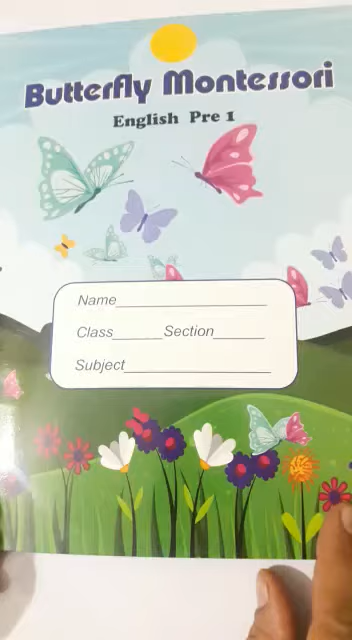 Butterfly Montessori
English Pre 1
Name
Class Section
Subject